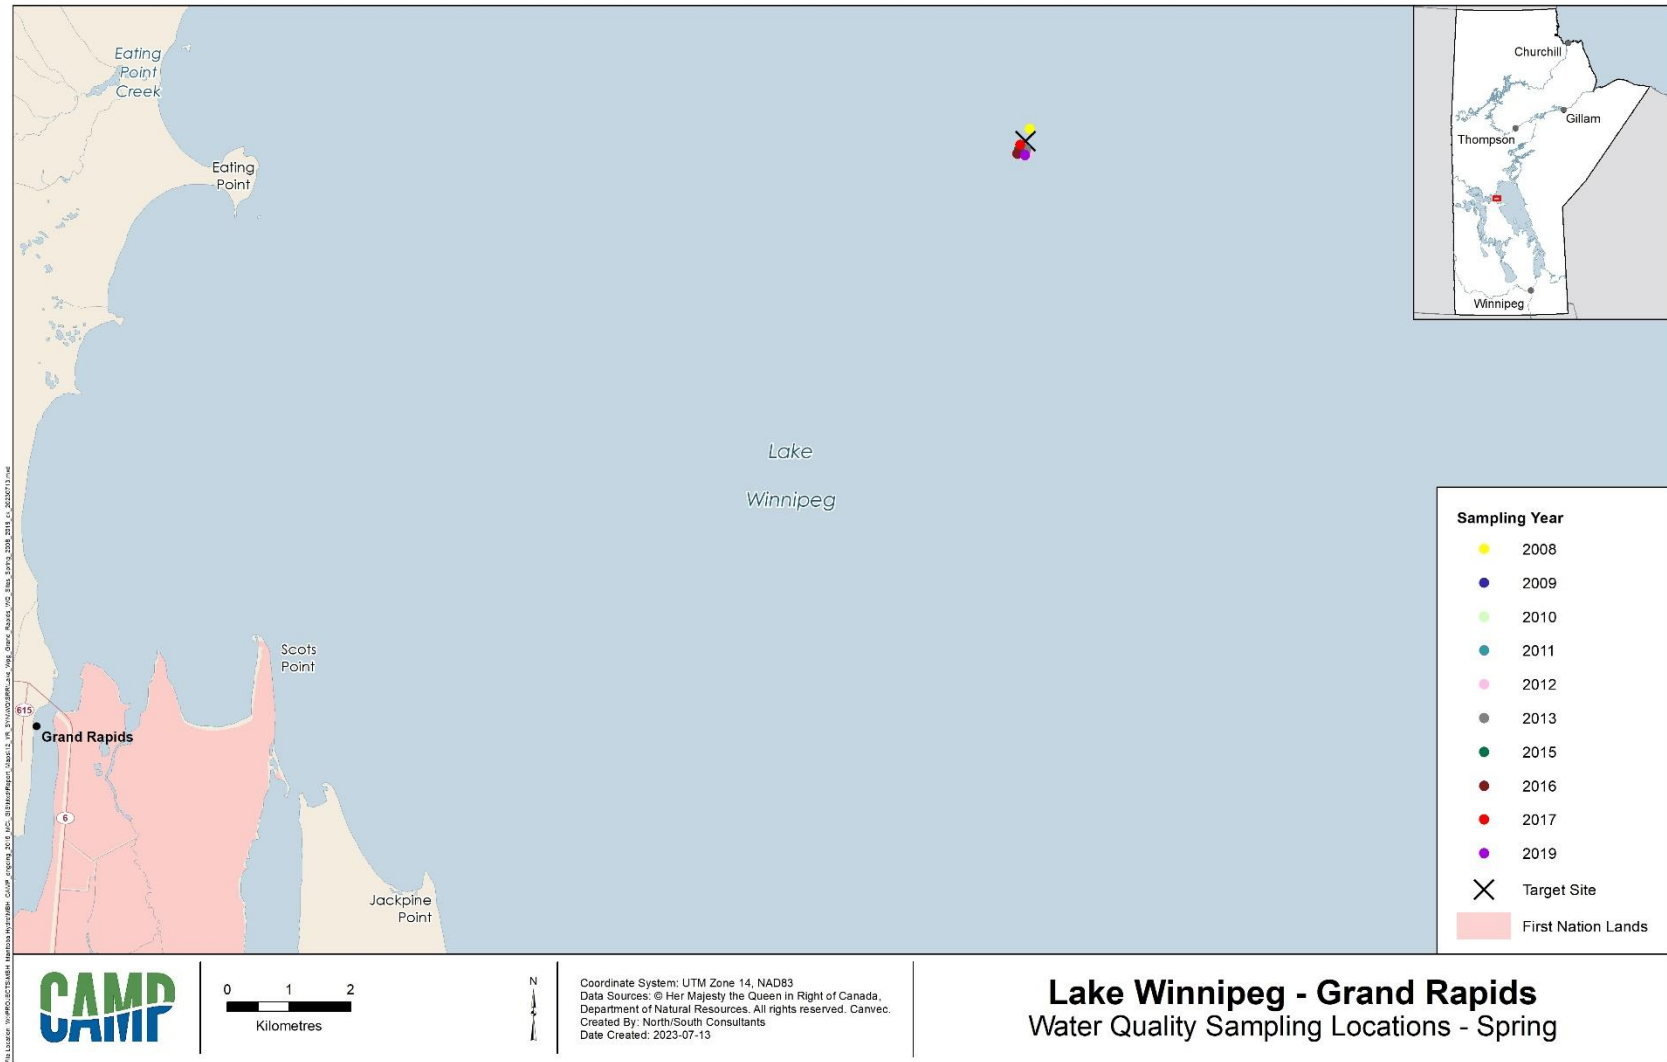 Eating
Point
Creek
Eating
Point
Churchill
Gillam
Thompson
Winnipeg
Lake
Winnipeg
Scots
Point
615
Grand Rapids
6
Jackpine
Point
Sampling Year
2008
2009
2010
2011
2012
2013
2015
2016
2017
2019
Target Site
First Nation Lands
CAMP
0 1 2
Kilometres
N
Coordinate System: UTM Zone 14, NAD83
Data Sources: © Her Majesty the Queen in Right of Canada,
Department of Natural Resources. All rights reserved. Canvec.
Created By: North/South Consultants
Date Created: 2023-07-13
Lake Winnipeg - Grand Rapids
Water Quality Sampling Locations - Spring